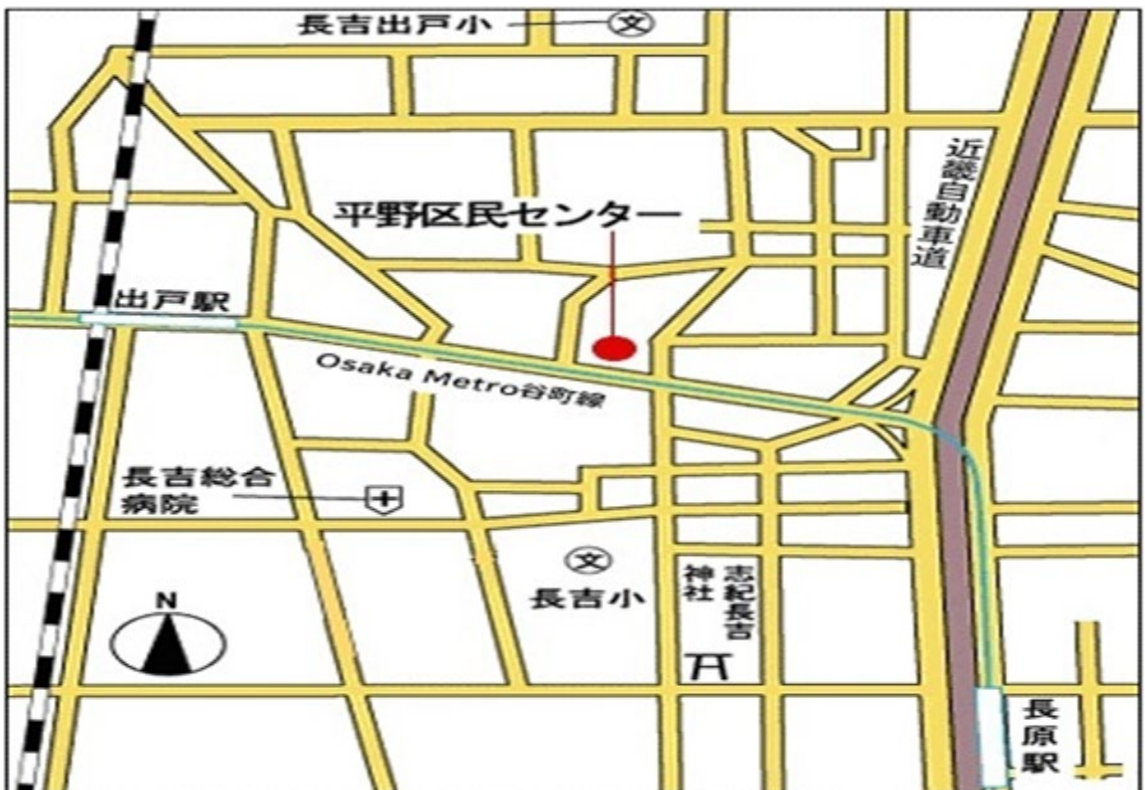 長吉出戸小
近畿自動車道
平野区民センター
出戸駅
Osaka Metro谷町線
長吉総合
病院
長吉小
志紀長吉
神社
N
長原駅